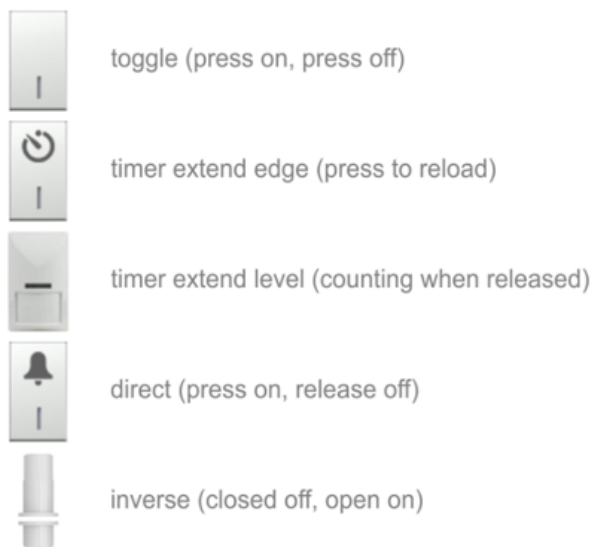 toggle (press on, press off)
timer extend edge (press to reload)
timer extend level (counting when released)
direct (press on, release off)
inverse (closed off, open on)